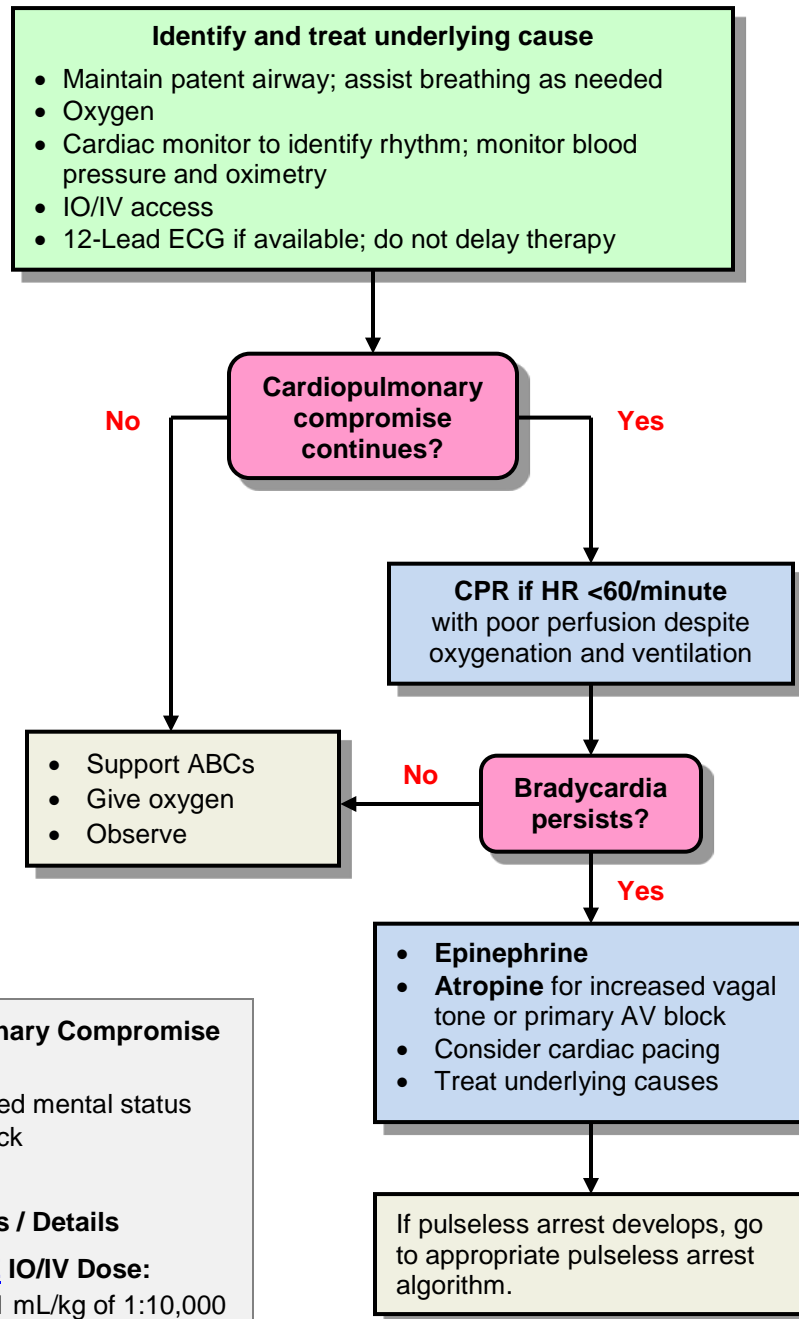 Identify and treat underlying cause
• Maintain patent airway; assist breathing as needed
• Oxygen
• Cardiac monitor to identify rhythm; monitor blood
pressure and oximetry
• IO/IV access
• 12-Lead ECG if available; do not delay therapy
Cardiopulmonary
compromise
continues?
No
Yes
CPR if HR <60/minute
with poor perfusion despite
oxygenation and ventilation
• Support ABCs
• Give oxygen
• Observe
No
Bradycardia
persists?
Yes
• Epinephrine
• Atropine for increased vagal
tone or primary AV block
• Consider cardiac pacing
• Treat underlying causes
If pulseless arrest develops, go
to appropriate pulseless arrest
algorithm.
Compromise
mental status
/ Details
IO/IV Dose:
mL/kg of 1:10,000